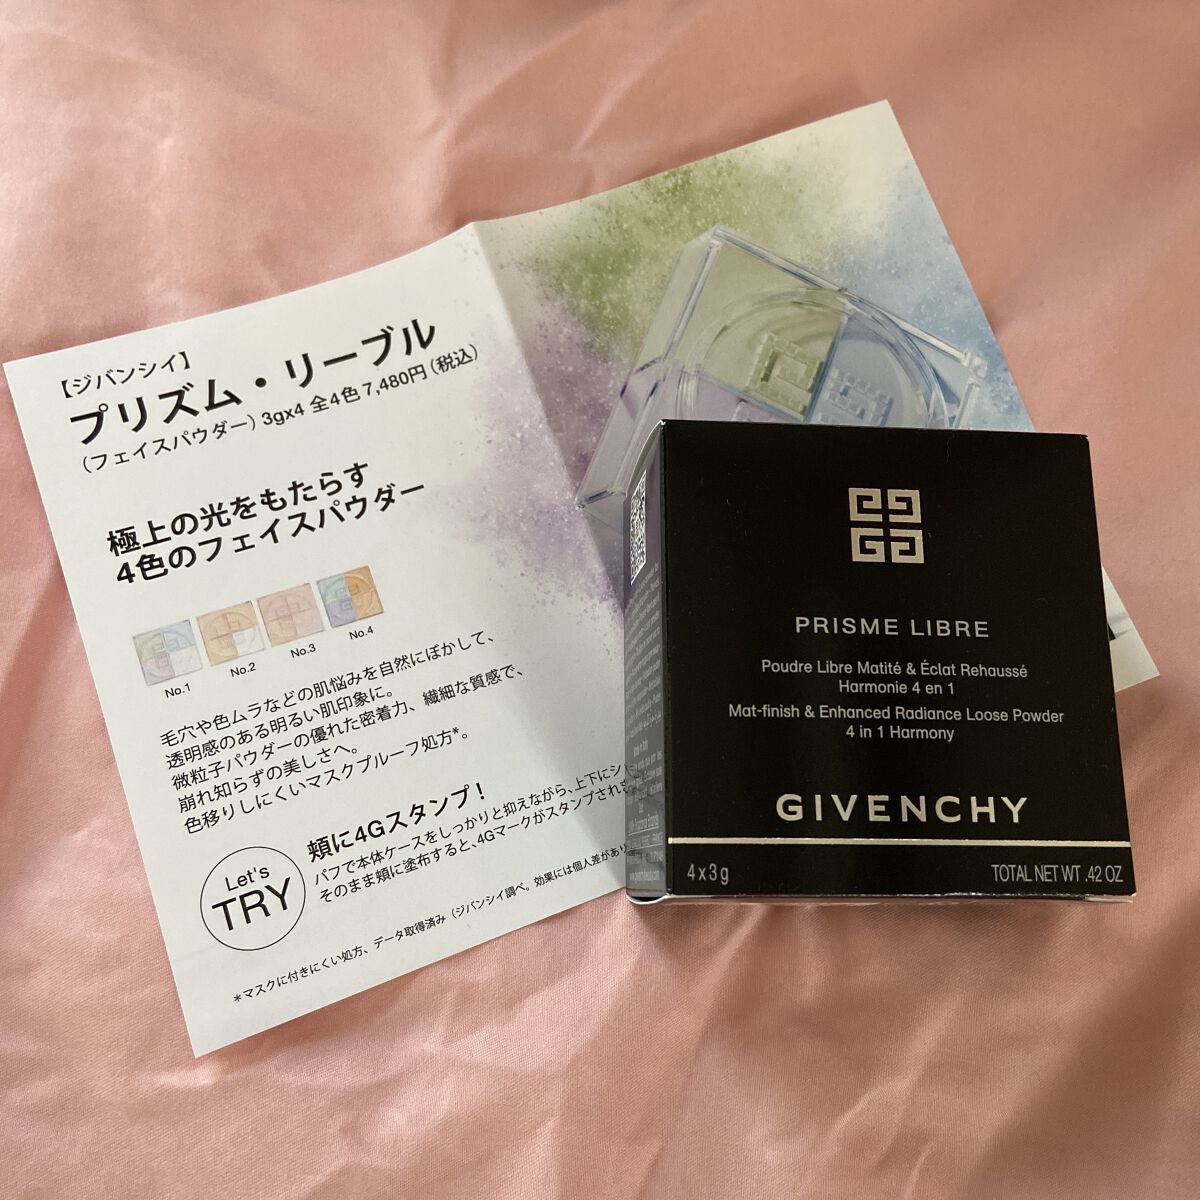 【ジバンシイ】
プリズム・リーブル
（フェイスパウダー）3gx4 全4色 7,480円（税込）
極上の光をもたらす
4色のフェイスパウダー
No.1
No.2
No.3
No.4
毛穴や色ムラなどの肌悩みを自然にぼかして、
透明感のある明るい肌印象に。
微粒子パウダーの優れた密着力、繊細な質感で、
崩れ知らずの美しさへ。
色移りしにくいマスクプルーフ処方*。
Let's
TRY
頬に4Gスタンプ！
パフで本体ケースをしっかりと抑えながら、上下にシ
そのまま頬に塗布すると、4Gマークがスタンプされま
*マスクに付きにくい処方、データ取得済み（ジバンシイ調べ。効果には個人差があり
PRISME LIBRE
Poudre Libre Matité & Éclat Rehaussé
Harmonie 4 en 1
Mat-finish & Enhanced Radiance Loose Powder
4 in 1 Harmony
GIVENCHY
4 x 3 g
TOTAL NET WT .42 OZ